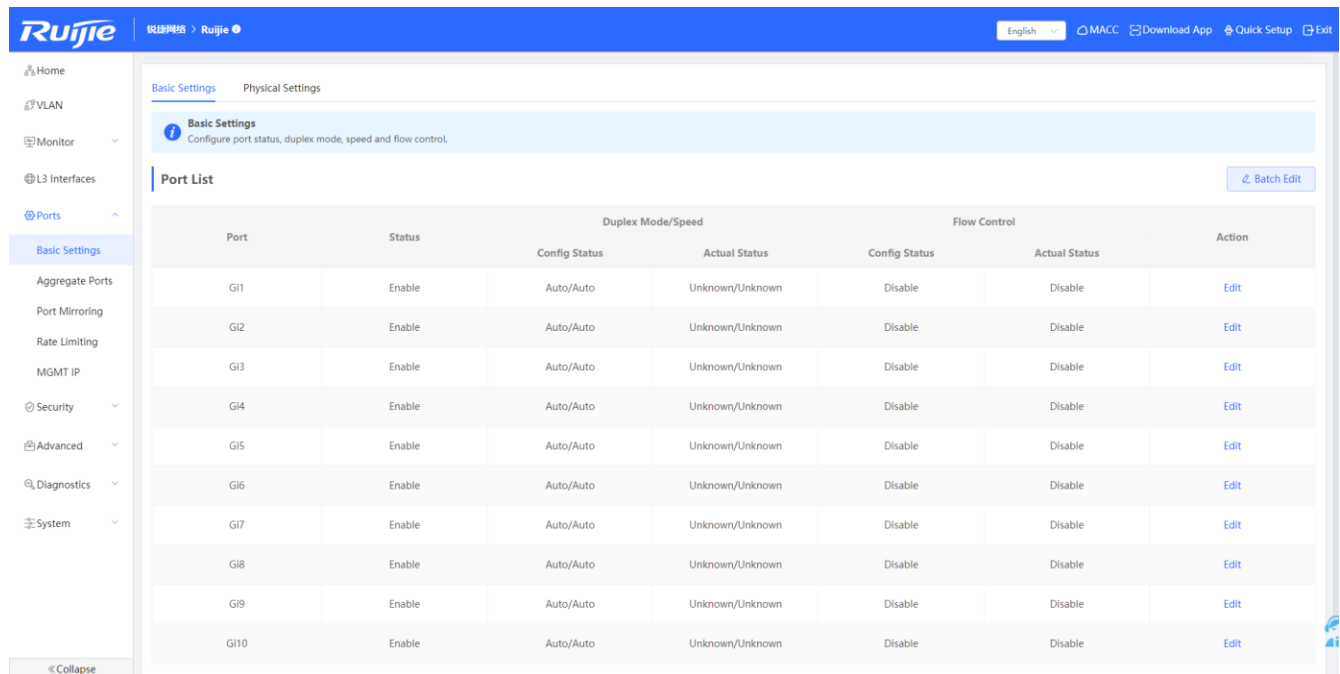 Ruijie 锐捷网络 > Ruijie English MACC Download App Quick Setup Exit
Home
VLAN
Monitor
L3 Interfaces
Ports
Basic Settings
Aggregate Ports
Port Mirroring
Rate Limiting
MGMT IP
Security
Advanced
Diagnostics
System
«Collapse
Basic Settings Physical Settings
Basic Settings
Configure port status, duplex mode, speed and flow control.
Port List Batch Edit
Port Status Duplex Mode/Speed Flow Control Action
Config Status Actual Status Config Status Actual Status
Gi1 Enable Auto/Auto Unknown/Unknown Disable Disable Edit
Gi2 Enable Auto/Auto Unknown/Unknown Disable Disable Edit
Gi3 Enable Auto/Auto Unknown/Unknown Disable Disable Edit
Gi4 Enable Auto/Auto Unknown/Unknown Disable Disable Edit
Gi5 Enable Auto/Auto Unknown/Unknown Disable Disable Edit
Gi6 Enable Auto/Auto Unknown/Unknown Disable Disable Edit
Gi7 Enable Auto/Auto Unknown/Unknown Disable Disable Edit
Gi8 Enable Auto/Auto Unknown/Unknown Disable Disable Edit
Gi9 Enable Auto/Auto Unknown/Unknown Disable Disable Edit
Gi10 Enable Auto/Auto Unknown/Unknown Disable Disable Edit